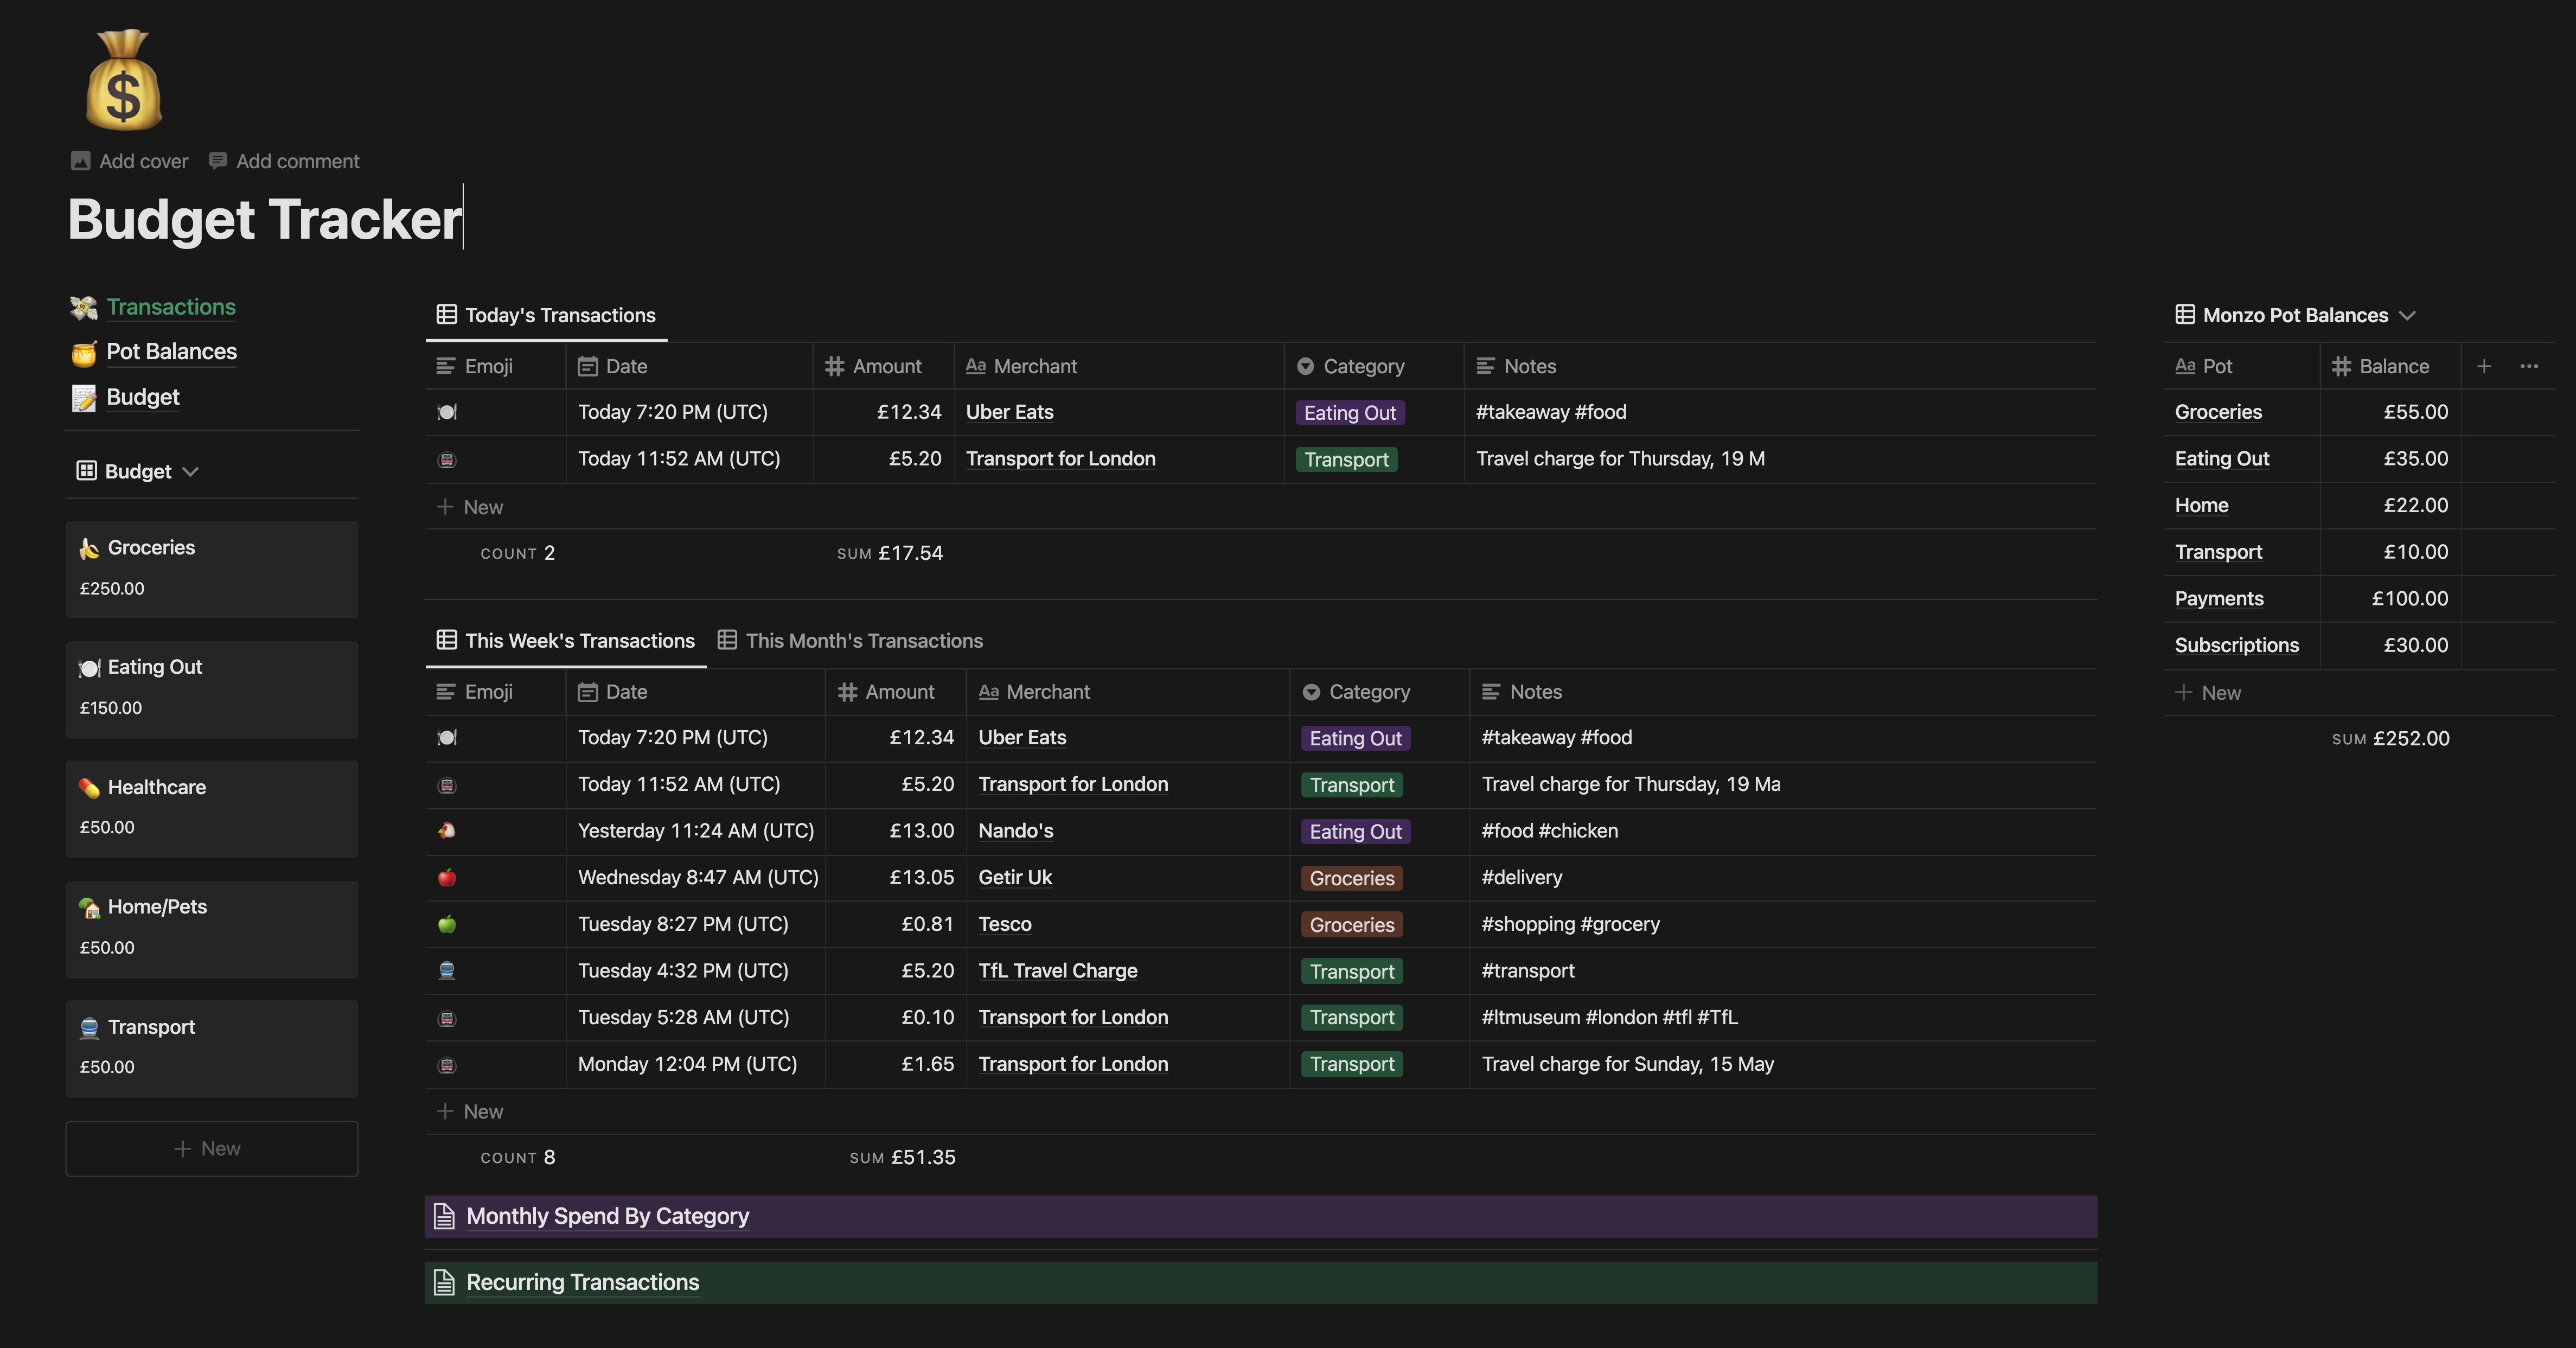 Add cover Add comment
Budget Tracker
Transactions
Pot Balances
Budget
Budget
Groceries
£250.00
Eating Out
£150.00
Healthcare
£50.00
Home/Pets
£50.00
Transport
£50.00
+ New
Today's Transactions
Emoji Date # Amount Aa Merchant Category Notes
Today 7:20 PM (UTC) £12.34 Uber Eats Eating Out #takeaway #food
Today 11:52 AM (UTC) £5.20 Transport for London Transport Travel charge for Thursday, 19 M
+ New
COUNT 2 SUM £17.54
This Week's Transactions This Month's Transactions
Emoji Date # Amount Aa Merchant Category Notes
Today 7:20 PM (UTC) £12.34 Uber Eats Eating Out #takeaway #food
Today 11:52 AM (UTC) £5.20 Transport for London Transport Travel charge for Thursday, 19 Ma
Yesterday 11:24 AM (UTC) £13.00 Nando's Eating Out #food #chicken
Wednesday 8:47 AM (UTC) £13.05 Getir Uk Groceries #delivery
Tuesday 8:27 PM (UTC) £0.81 Tesco Groceries #shopping #grocery
Tuesday 4:32 PM (UTC) £5.20 TfL Travel Charge Transport #transport
Tuesday 5:28 AM (UTC) £0.10 Transport for London Transport #ltmuseum #london #tfl #TfL
Monday 12:04 PM (UTC) £1.65 Transport for London Transport Travel charge for Sunday, 15 May
+ New
COUNT 8 SUM £51.35
Monthly Spend By Category
Recurring Transactions
Monzo Pot Balances
Aa Pot # Balance + ...
Groceries £55.00
Eating Out £35.00
Home £22.00
Transport £10.00
Payments £100.00
Subscriptions £30.00
+ New
SUM £252.00